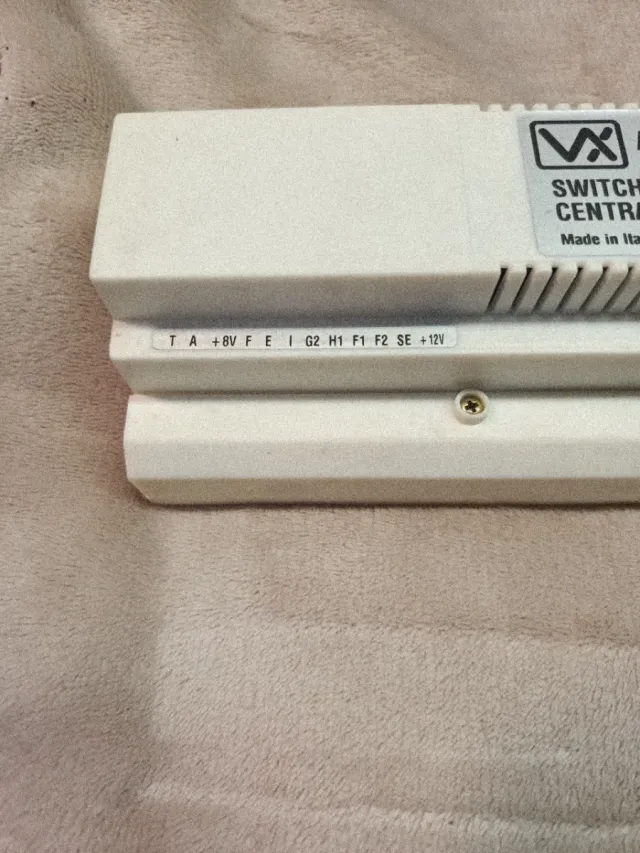 VX
SWITCH
CENTRA
Made in Ita
T A +8V F E I G2 H1 F1 F2 SE +12V